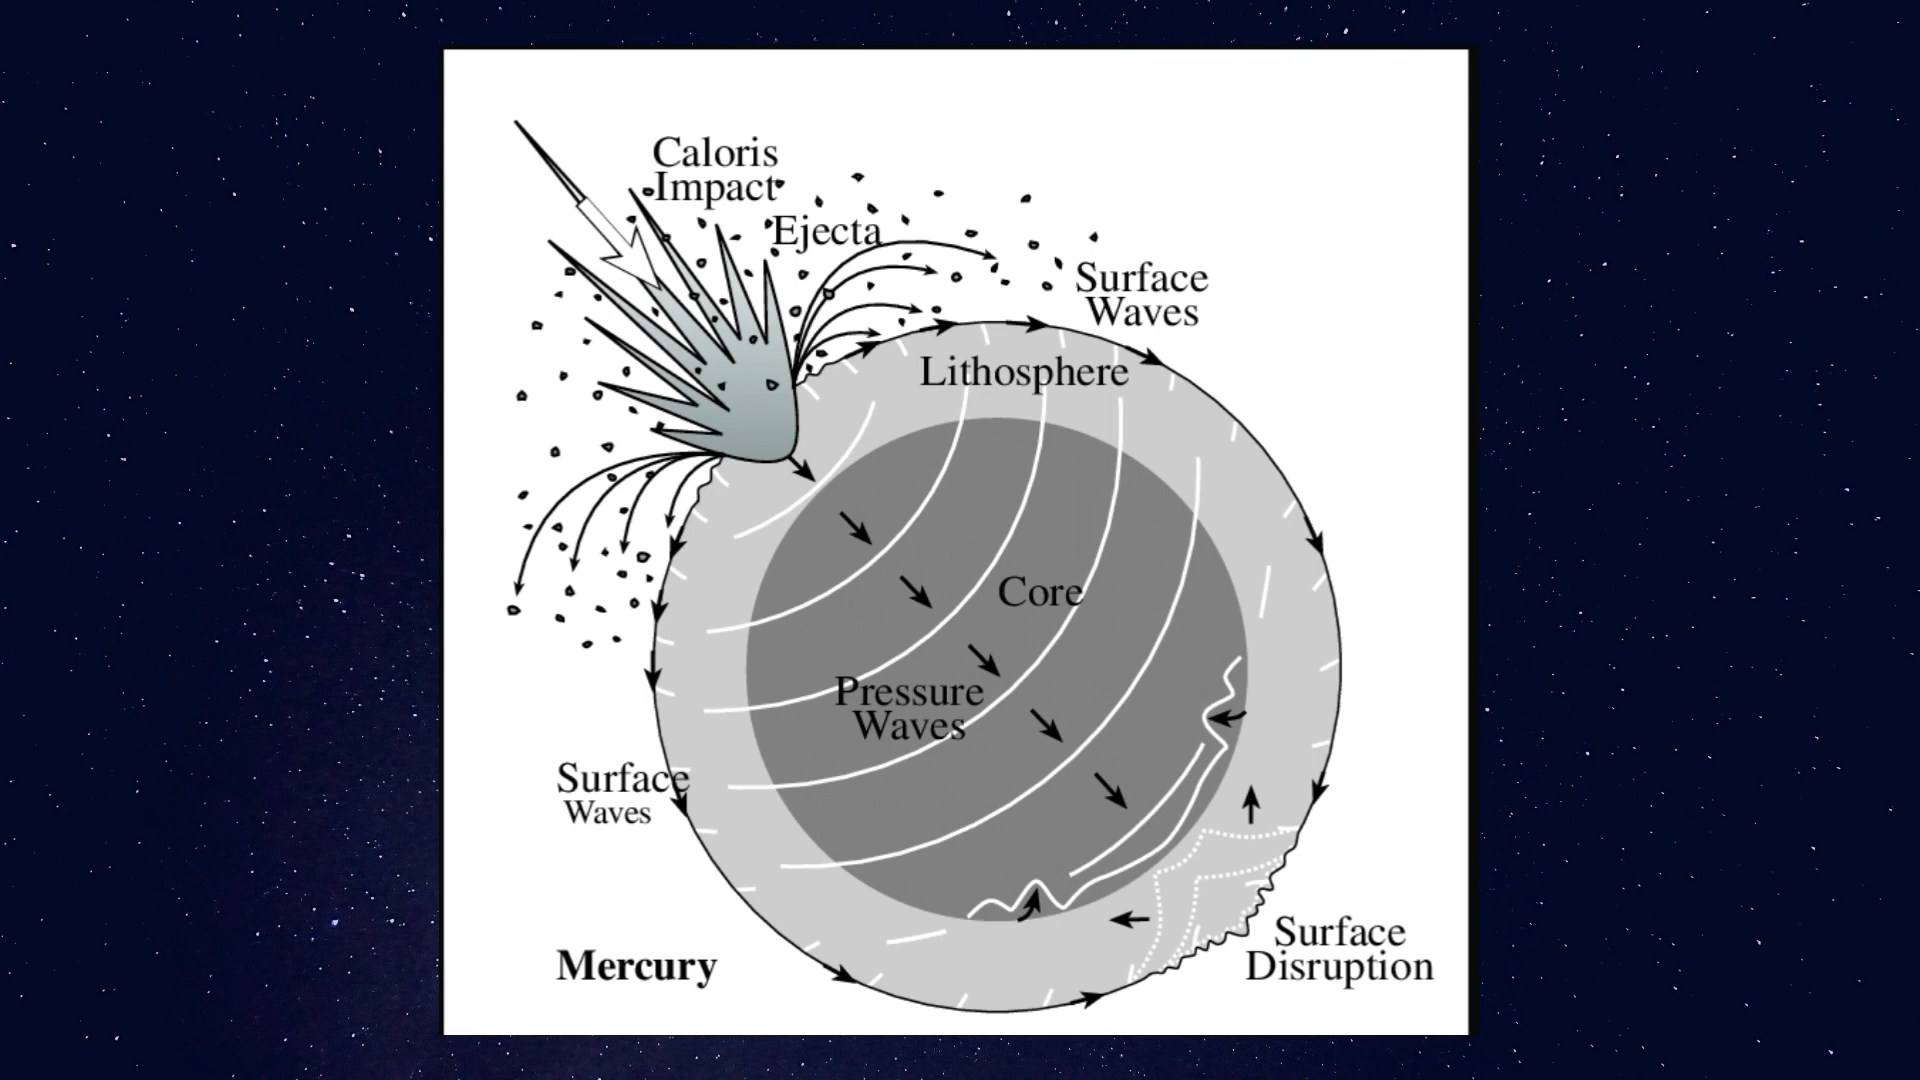 Caloris
Impact
Ejecta
Surface
Waves
Lithosphere
Core
Pressure
Waves
Surface
Waves
Mercury
Surface
Disruption